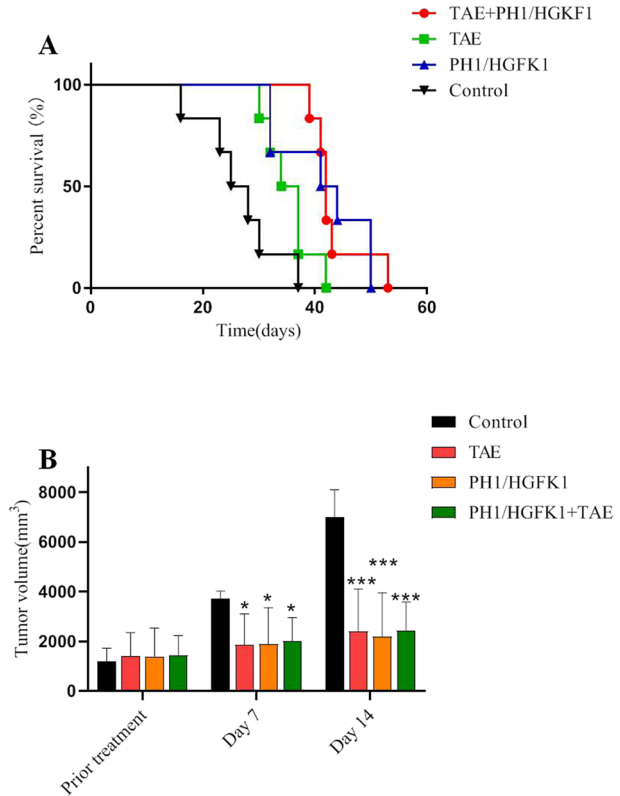 A
TAE+PH1/HGKF1
TAE
PH1/HGFK1
Control
Percent survival (%)
100
50
0
0 20 40 60
Time(days)
B
Control
TAE
PH1/HGFK1
PH1/HGFK1+TAE
Tumor volume(mm³)
8000
6000
4000
2000
0
* * *
*** *** ***
Prior treatment Day 7 Day 14